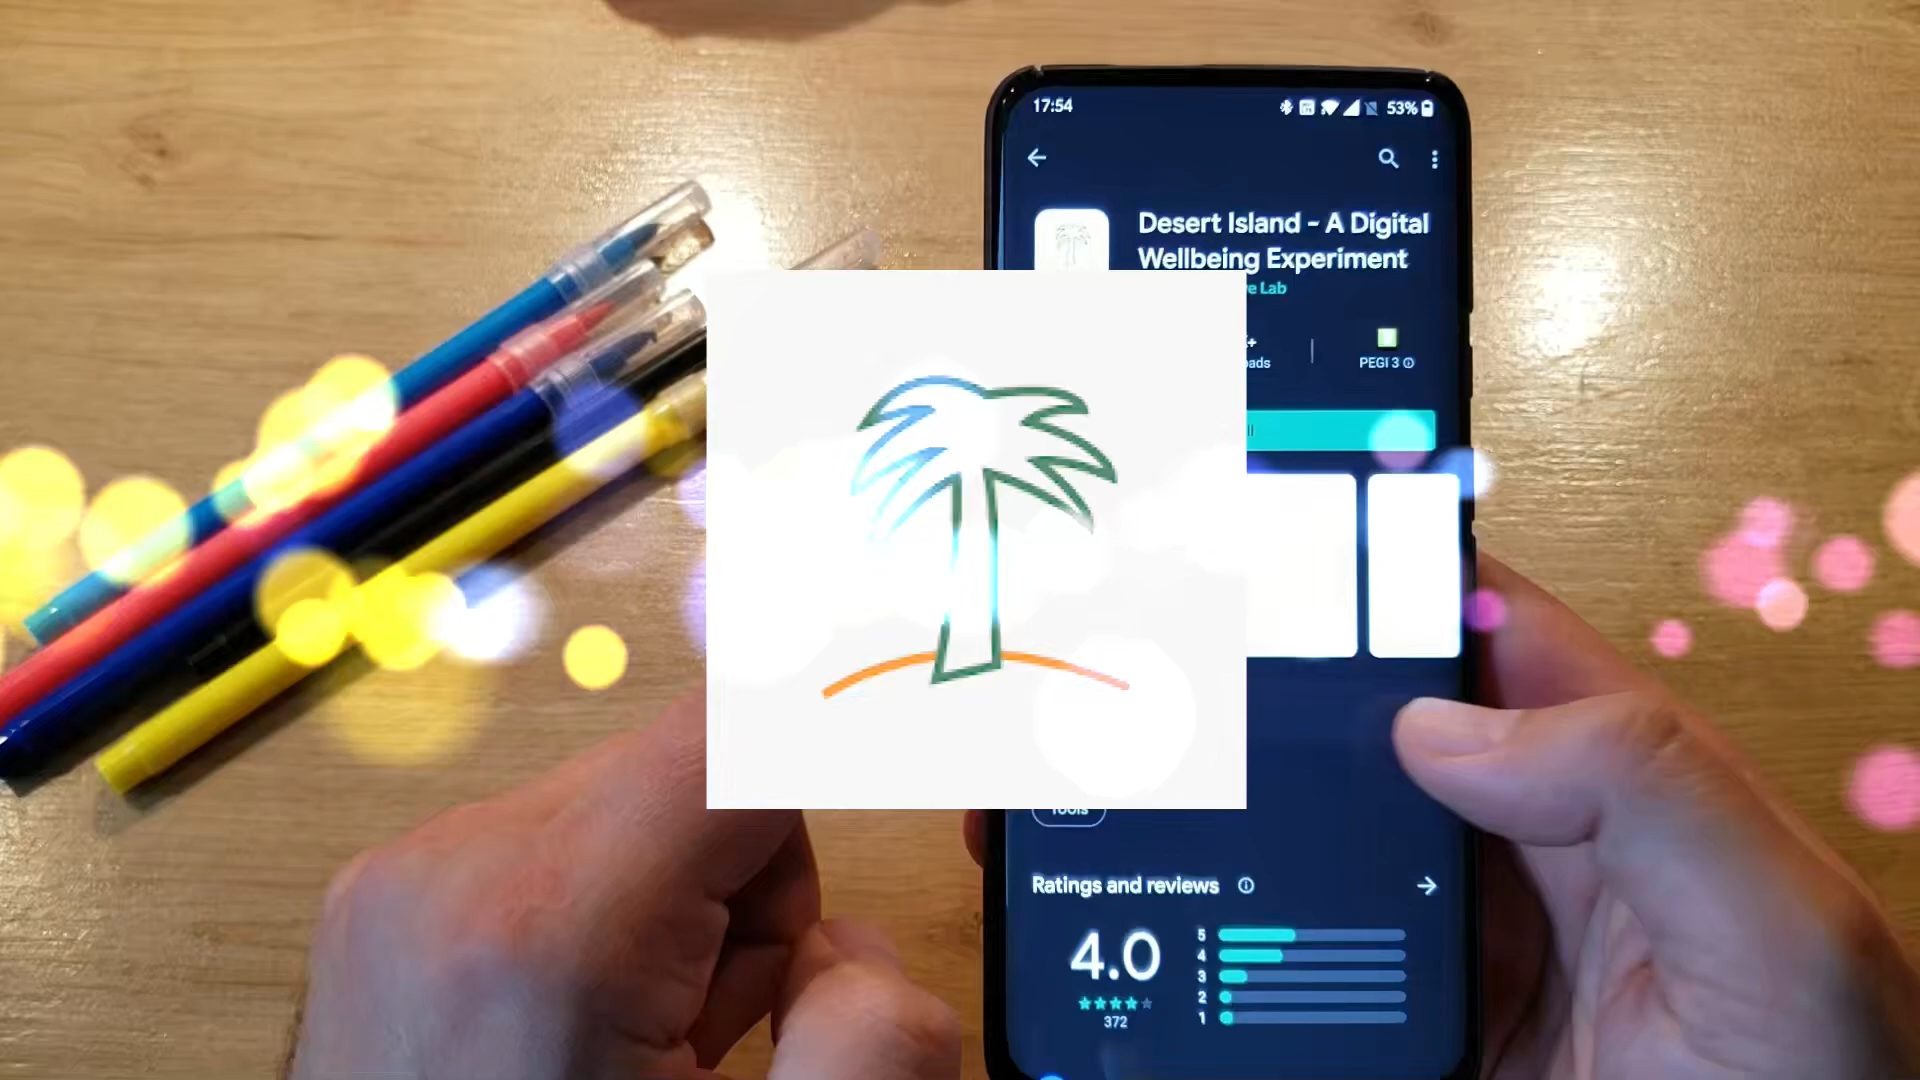 17:54
53%
Desert Island - A Digital
Wellbeing Experiment
Lab
PEGI 3
Tools
Ratings and reviews
4.0
372
5
4
3
2
1